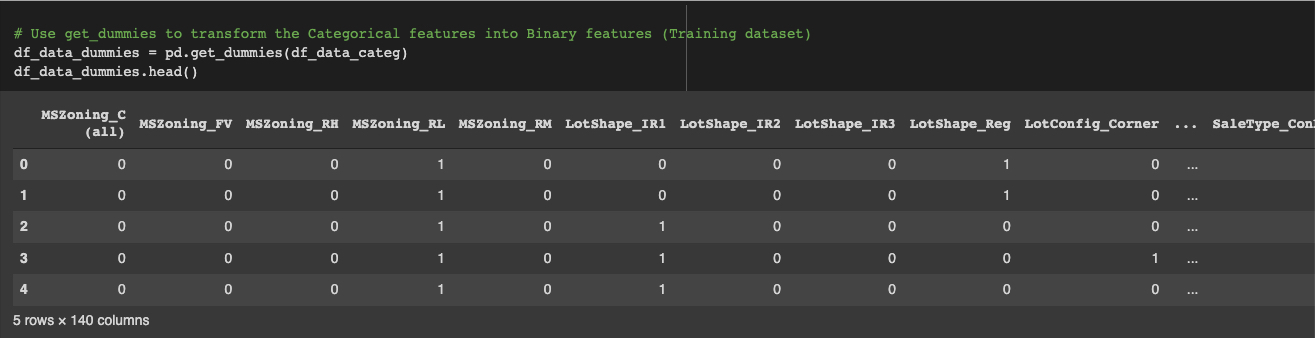 # Use get_dummies to transform the Categorical features into Binary features (Training dataset)
df_data_dummies = pd.get_dummies(df_data_categ)
df_data_dummies.head()
MSZoning_C (all) MSZoning_FV MSZoning_RH MSZoning_RL MSZoning_RM LotShape_IR1 LotShape_IR2 LotShape_IR3 LotShape_Reg LotConfig_Corner ... SaleType_Con
0 0 0 0 1 0 0 0 0 1 0 ...
1 0 0 0 1 0 0 0 0 1 0 ...
2 0 0 0 1 0 1 0 0 0 0 ...
3 0 0 0 1 0 1 0 0 0 1 ...
4 0 0 0 1 0 1 0 0 0 0 ...
5 rows × 140 columns